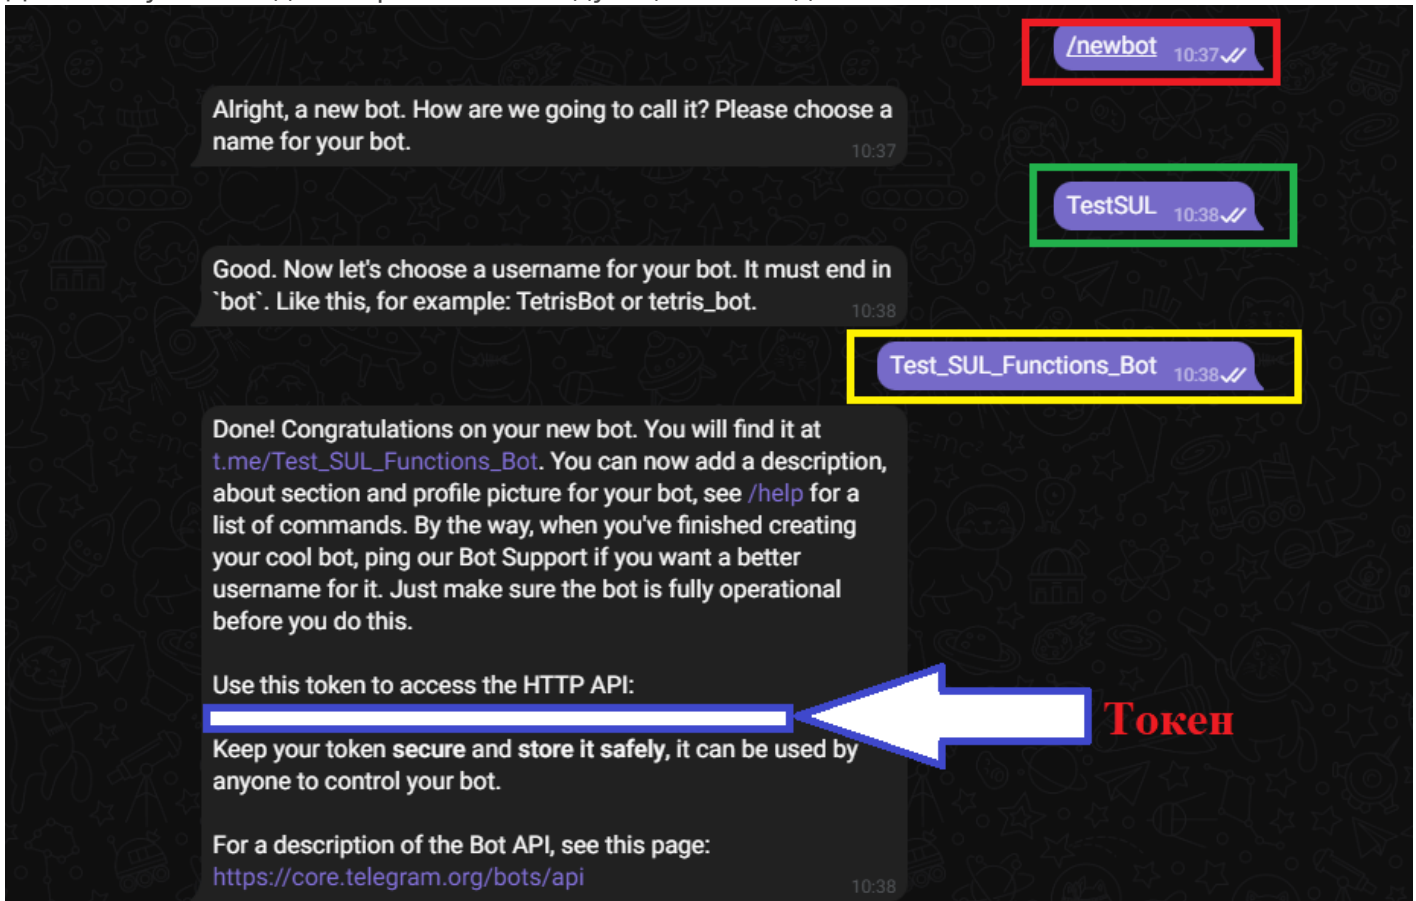 /newbot 10:37
Alright, a new bot. How are we going to call it? Please choose a
name for your bot.
10:37
TestSUL 10:38
Good. Now let's choose a username for your bot. It must end in
`bot`. Like this, for example: TetrisBot or tetris_bot.
10:38
Test_SUL_Functions_Bot 10:38
Done! Congratulations on your new bot. You will find it at
t.me/Test_SUL_Functions_Bot. You can now add a description,
about section and profile picture for your bot, see /help for a
list of commands. By the way, when you've finished creating
your cool bot, ping our Bot Support if you want a better
username for it. Just make sure the bot is fully operational
before you do this.
Use this token to access the HTTP API:
Токен
Keep your token secure and store it safely, it can be used by
anyone to control your bot.
For a description of the Bot API, see this page:
https://core.telegram.org/bots/api
10:38